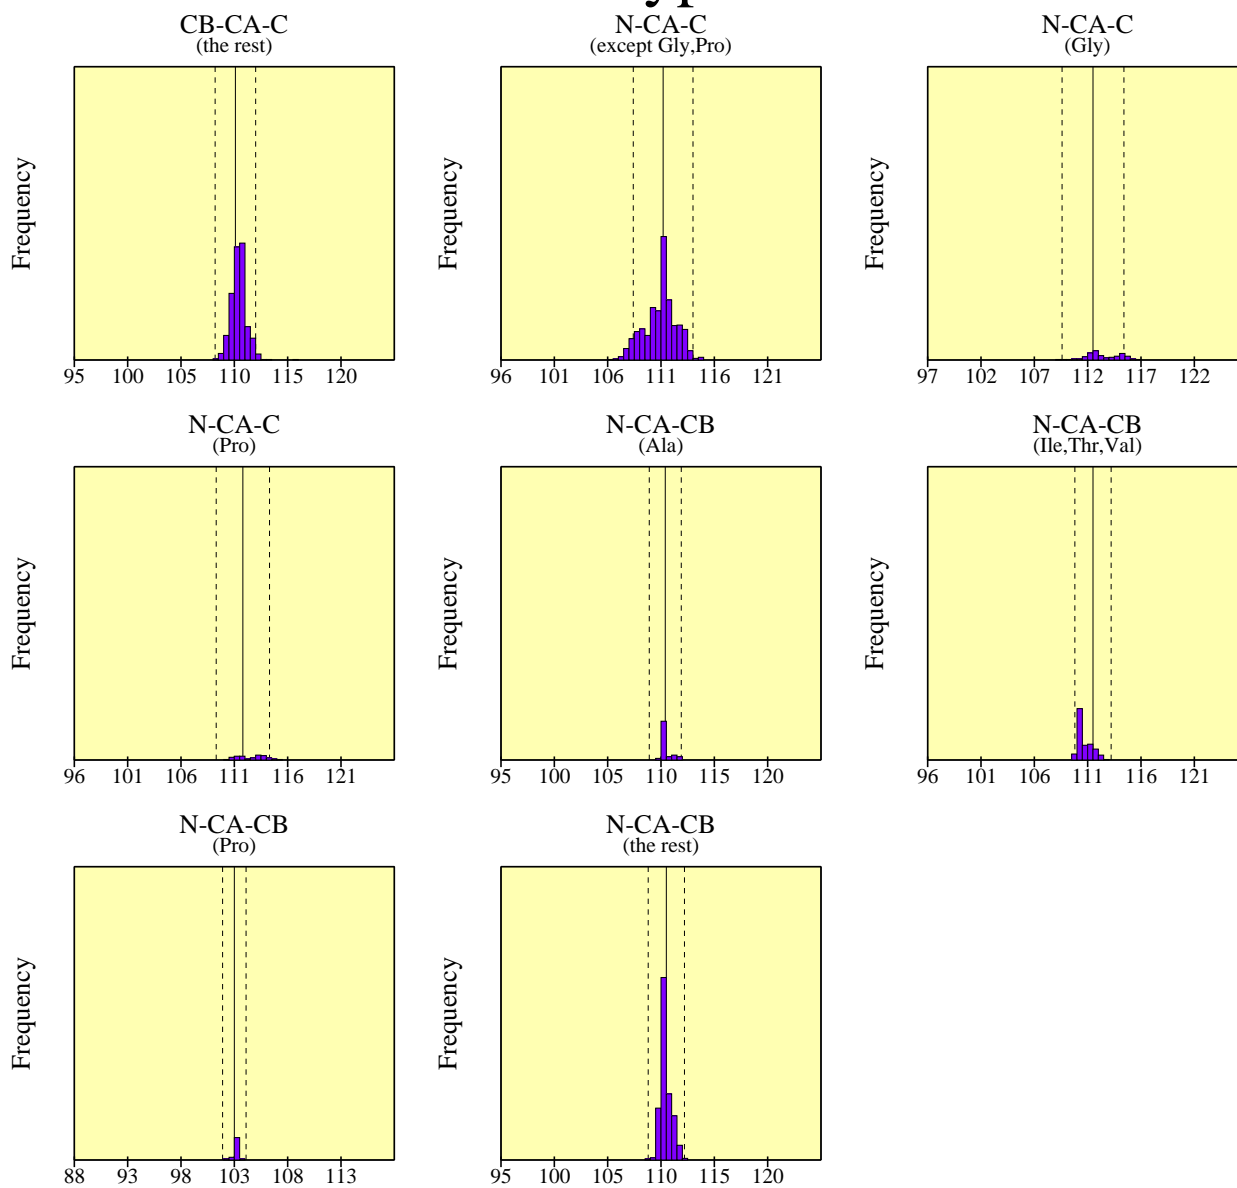 CB-CA-C N-CA-C N-CA-C
(the rest) (except Gly,Pro) (Gly)
Frequency Frequency Frequency
95 100 105 110 115 120 96 101 106 111 116 121 97 102 107 112 117 122
N-CA-C N-CA-CB N-CA-CB
(Pro) (Ala) (Ile,Thr,Val)
Frequency Frequency Frequency
96 101 106 111 116 121 95 100 105 110 115 120 96 101 106 111 116 121
N-CA-CB N-CA-CB
(Pro) (the rest)
Frequency Frequency
88 93 98 103 108 113 95 100 105 110 115 120